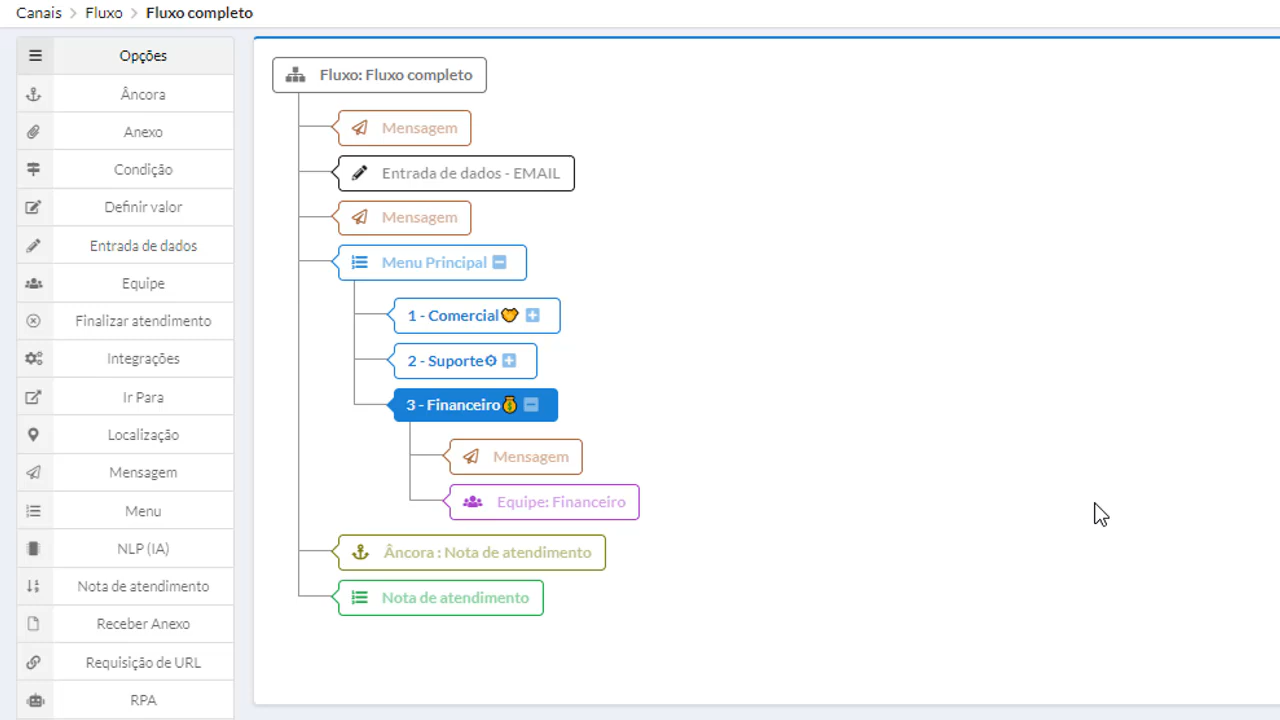 Canais > Fluxo > Fluxo completo
Opções
Âncora
Anexo
Condição
Definir valor
Entrada de dados
Equipe
Finalizar atendimento
Integrações
Ir Para
Localização
Mensagem
Menu
NLP (IA)
Nota de atendimento
Receber Anexo
Requisição de URL
RPA
Fluxo: Fluxo completo
Mensagem
Entrada de dados - EMAIL
Mensagem
Menu Principal
1 - Comercial
2 - Suporte
3 - Financeiro
Mensagem
Equipe: Financeiro
Âncora : Nota de atendimento
Nota de atendimento